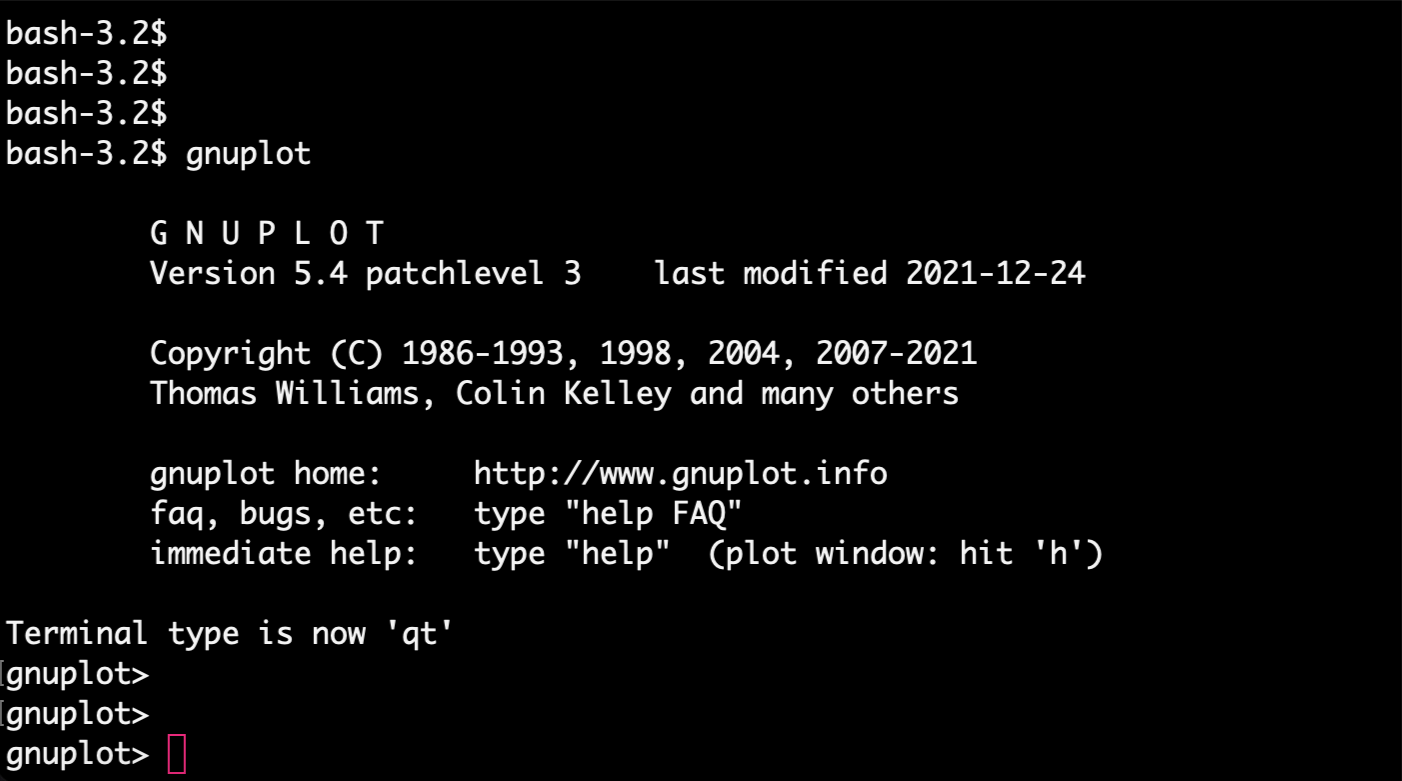 bash-3.2$
bash-3.2$
bash-3.2$
bash-3.2$ gnuplot
G N U P L O T
Version 5.4 patchlevel 3    last modified 2021-12-24
Copyright (C) 1986-1993, 1998, 2004, 2007-2021
Thomas Williams, Colin Kelley and many others
gnuplot home:     http://www.gnuplot.info
faq, bugs, etc:   type "help FAQ"
immediate help:   type "help"  (plot window: hit 'h')
Terminal type is now 'qt'
[gnuplot>
[gnuplot>
gnuplot>